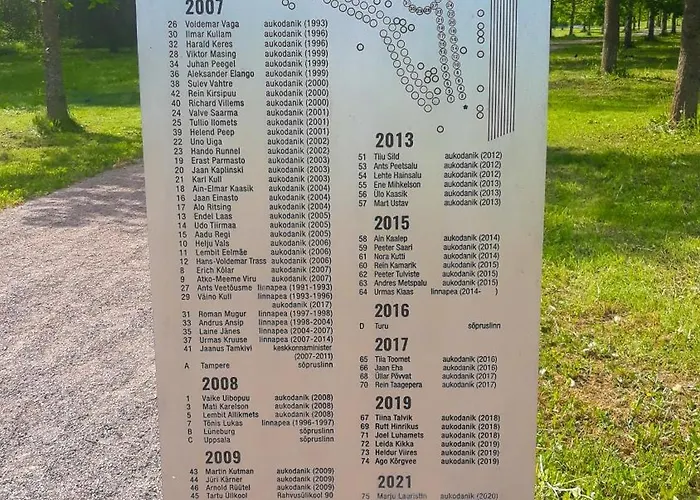 2007
26 Voldemar Vaga aukodanik (1993)
30 Ilmar Kullam aukodanik (1996)
32 Harald Keres aukodanik (1996)
28 Viktor Masing aukodanik (1999)
34 Juhan Peegel aukodanik (1999)
36 Aleksander Elango aukodanik (1999)
38 Sulev Vahtre aukodanik (2000)
42 Rein Kirsipuu aukodanik (2000)
40 Richard Villems aukodanik (2000)
24 Valve Saarma aukodanik (2001)
25 Tullio Ilomets aukodanik (2001)
39 Helend Peep aukodanik (2001)
22 Uno Uiga aukodanik (2002)
23 Hando Runnel aukodanik (2002)
19 Erast Parmasto aukodanik (2003)
20 Jaan Kaplinski aukodanik (2003)
21 Karl Kull aukodanik (2003)
18 Ain-Elmar Kaasik aukodanik (2004)
16 Jaan Einasto aukodanik (2004)
17 Alo Ritsing aukodanik (2004)
13 Endel Laas aukodanik (2005)
14 Udo Tiirmaa aukodanik (2005)
15 Aadu Regi aukodanik (2005)
10 Helju Vals aukodanik (2006)
11 Lembit Eelmäe aukodanik (2006)
12 Hans-Voldemar Trass aukodanik (2006)
8 Erich Kõlar aukodanik (2007)
9 Atko-Meeme Viru aukodanik (2007)
27 Ants Veetõusme linnapea (1991-1993)
29 Väino Kull linnapea (1993-1996)
aukodanik (2017)
31 Roman Mugur linnapea (1997-1998)
33 Andrus Ansip linnapea (1998-2004)
35 Laine Jänes linnapea (2004-2007)
37 Urmas Kruuse linnapea (2007-2014)
41 Jaanus Tamkivi keskkonnaminister
(2007-2011)
A Tampere sõpruslinn
2008
1 Vaike Uibopuu aukodanik (2008)
3 Mati Karelson aukodanik (2008)
5 Lembit Allikmets aukodanik (2008)
7 Tõnis Lukas linnapea (1996-1997)
B Lüneburg sõpruslinn
C Uppsala sõpruslinn
2009
43 Martin Kutman aukodanik (2009)
44 Jüri Kärner aukodanik (2009)
46 Arnold Rüütel aukodanik (2009)
45 Tartu Ülikool Rahvusülikool 90
2013
51 Tiiu Sild aukodanik (2012)
53 Ants Peetsalu aukodanik (2012)
54 Lehte Hainsalu aukodanik (2012)
55 Ene Mihkelson aukodanik (2013)
56 Ülo Kaasik aukodanik (2013)
57 Mart Ustav aukodanik (2013)
2015
58 Ain Kaalep aukodanik (2014)
59 Peeter Saari aukodanik (2014)
61 Nora Kutti aukodanik (2014)
60 Rein Kamarik aukodanik (2015)
62 Peeter Tulviste aukodanik (2015)
63 Andres Metspalu aukodanik (2015)
64 Urmas Klaas linnapea (2014- )
2016
D Turu sõpruslinn
2017
65 Tiia Toomet aukodanik (2016)
66 Jaan Eha aukodanik (2016)
68 Üllar Põvvat aukodanik (2017)
70 Rein Taagepera aukodanik (2017)
2019
67 Tiina Talvik aukodanik (2018)
69 Rutt Hinrikus aukodanik (2018)
71 Joel Luhamets aukodanik (2018)
72 Leida Kikka aukodanik (2019)
73 Heldur Viires aukodanik (2019)
74 Ago Kõrgvee aukodanik (2019)
2021
75 Marju Lauristin aukodanik (2020)